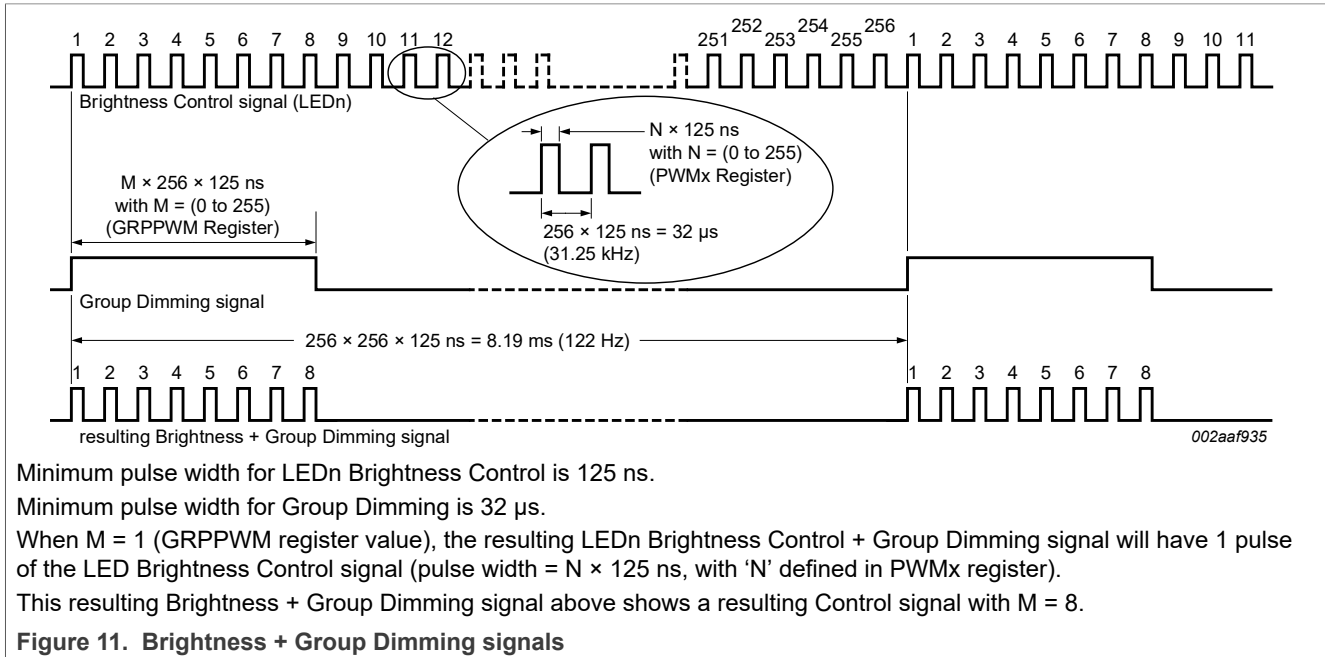 1 2 3 4 5 6 7 8 9 10 11 12 251 252 253 254 255 256 1 2 3 4 5 6 7 8 9 10 11
Brightness Control signal (LEDn)
N × 125 ns
with N = (0 to 255)
(PWMx Register)
M × 256 × 125 ns
with M = (0 to 255)
(GRPPWM Register)
256 × 125 ns = 32 µs
(31.25 kHz)
Group Dimming signal
256 × 256 × 125 ns = 8.19 ms (122 Hz)
1 2 3 4 5 6 7 8 1 2 3 4 5 6 7 8
resulting Brightness + Group Dimming signal
002aaf935
Minimum pulse width for LEDn Brightness Control is 125 ns.
Minimum pulse width for Group Dimming is 32 µs.
When M = 1 (GRPPWM register value), the resulting LEDn Brightness Control + Group Dimming signal will have 1 pulse
of the LED Brightness Control signal (pulse width = N × 125 ns, with ‘N’ defined in PWMx register).
This resulting Brightness + Group Dimming signal above shows a resulting Control signal with M = 8.
Figure 11. Brightness + Group Dimming signals